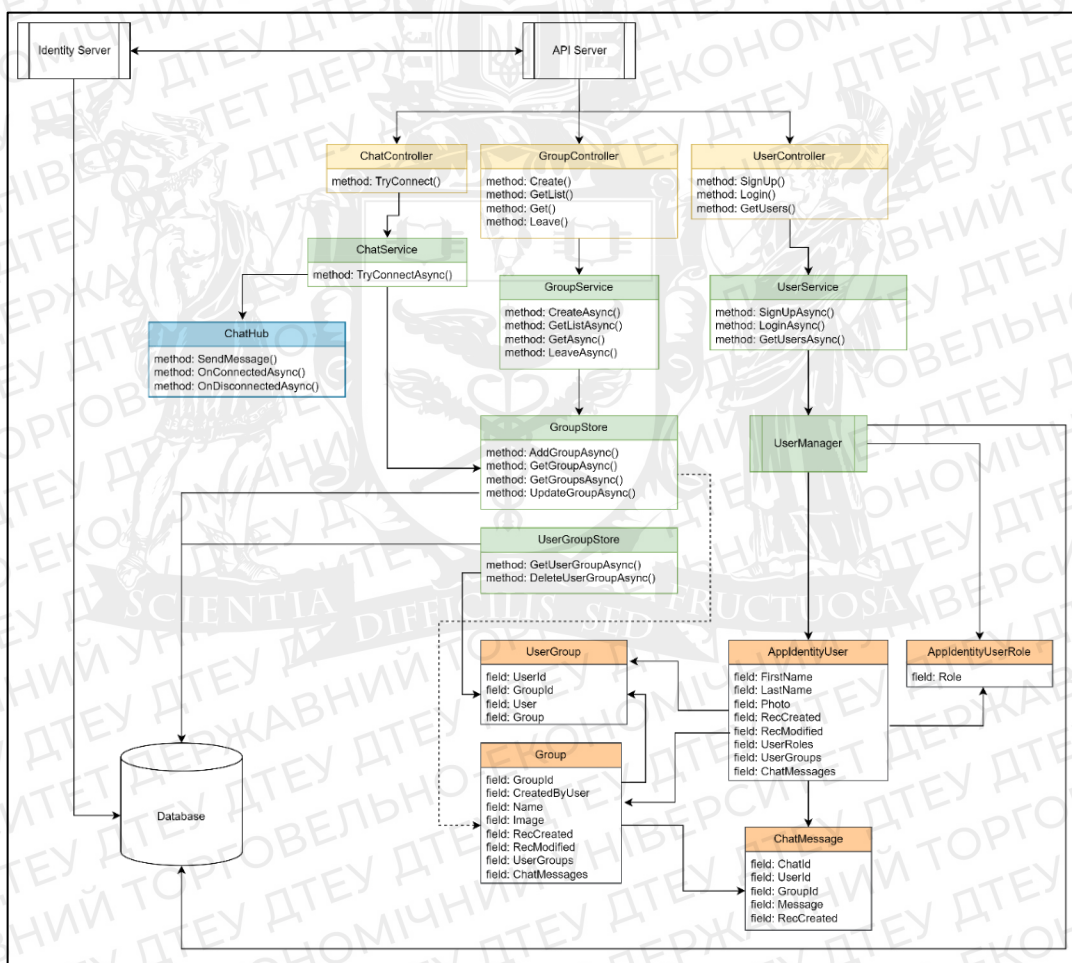 Identity Server
API Server
ChatController
method: TryConnect()
GroupController
method: Create()
method: GetList()
method: Get()
method: Leave()
UserController
method: SignUp()
method: Login()
method: GetUsers()
ChatService
method: TryConnectAsync()
GroupService
method: CreateAsync()
method: GetListAsync()
method: GetAsync()
method: LeaveAsync()
UserService
method: SignUpAsync()
method: LoginAsync()
method: GetUsersAsync()
ChatHub
method: SendMessage()
method: OnConnectedAsync()
method: OnDisconnectedAsync()
GroupStore
method: AddGroupAsync()
method: GetGroupAsync()
method: GetGroupsAsync()
method: UpdateGroupAsync()
UserManager
UserGroupStore
method: GetUserGroupAsync()
method: DeleteUserGroupAsync()
SCIENTIA DIFFICILIS SED FRUCTUOSA
UserGroup
field: UserId
field: GroupId
field: User
field: Group
AppIdentityUser
field: FirstName
field: LastName
field: Photo
field: RecCreated
field: RecModified
field: UserRoles
field: UserGroups
field: ChatMessages
AppIdentityUserRole
field: Role
Group
field: GroupId
field: CreatedByUser
field: Name
field: Image
field: RecCreated
field: RecModified
field: UserGroups
field: ChatMessages
Database
ChatMessage
field: ChatId
field: UserId
field: GroupId
field: Message
field: RecCreated